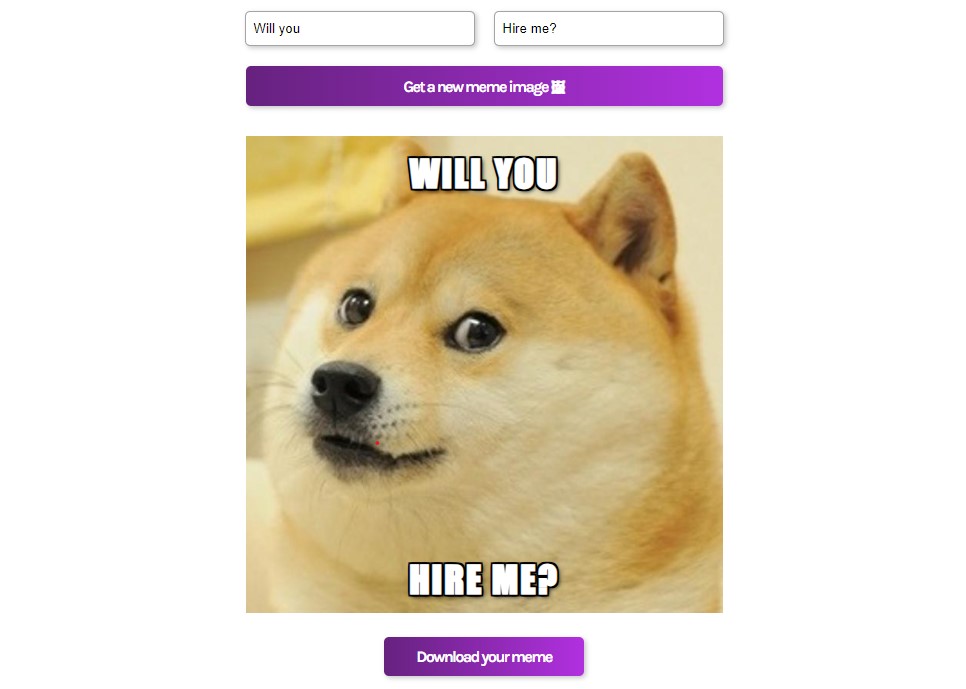 Will you
Hire me?
Get a new meme image 🖼
WILL YOU
HIRE ME?
Download your meme